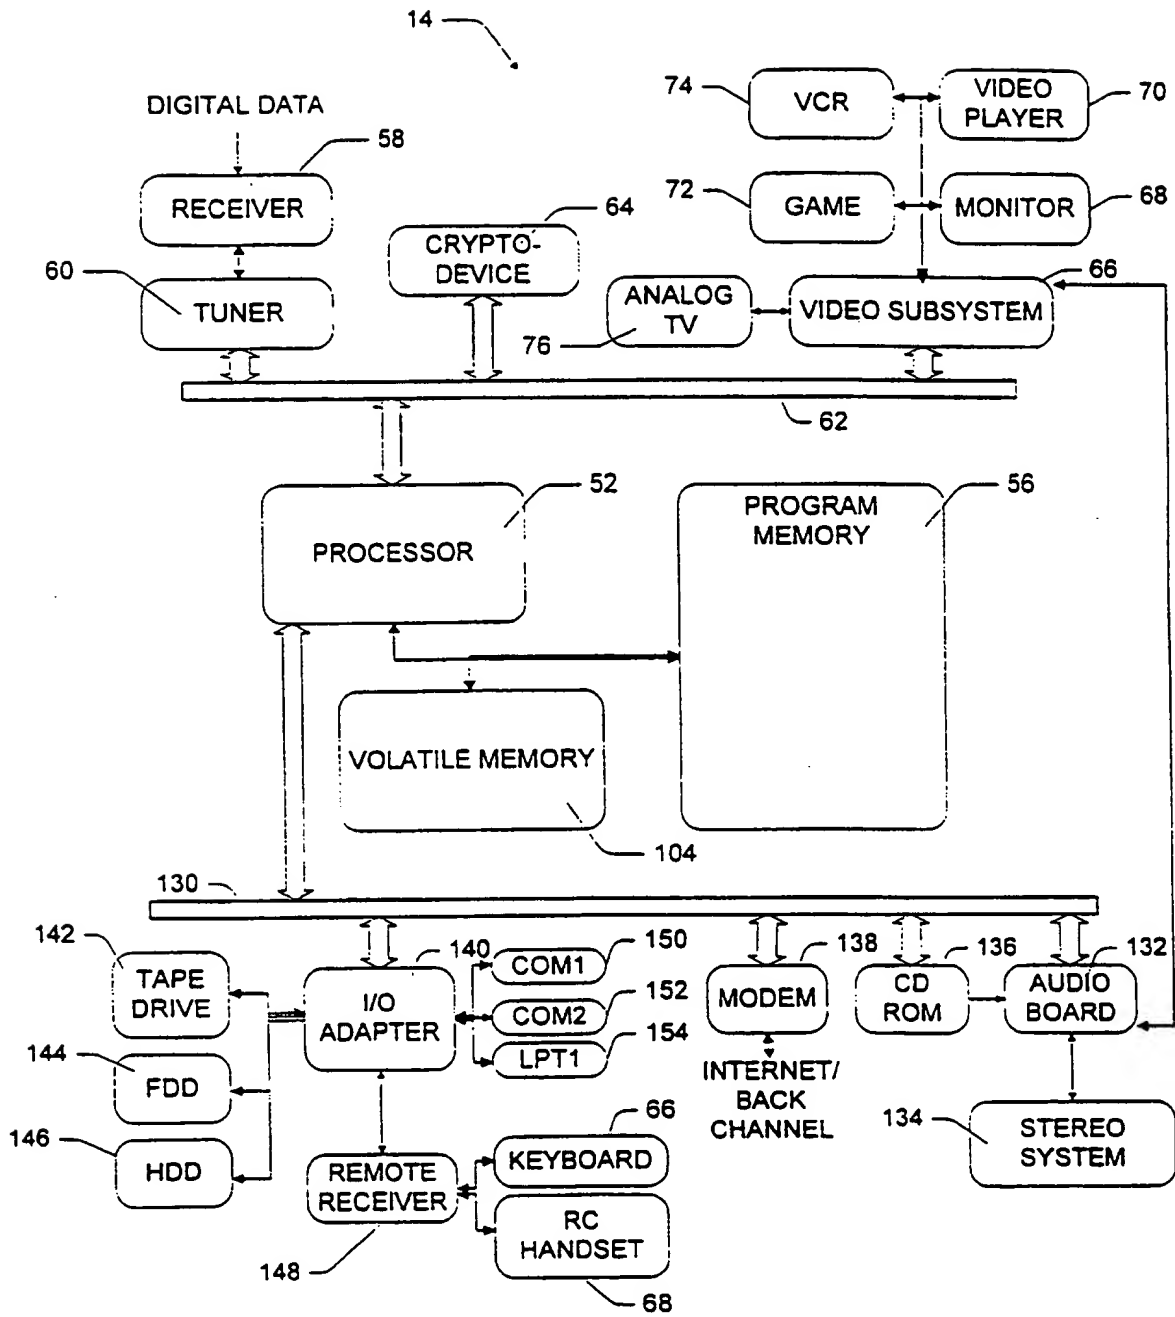 14
DIGITAL DATA
58
RECEIVER
60
TUNER
64
CRYPTO-
DEVICE
74
VCR
VIDEO
PLAYER
70
72
GAME
MONITOR
68
66
ANALOG
TV
76
VIDEO SUBSYSTEM
62
52
PROCESSOR
PROGRAM
MEMORY
56
VOLATILE MEMORY
104
130
142
TAPE
DRIVE
144
FDD
146
HDD
140
I/O
ADAPTER
COM1
150
COM2
152
LPT1
154
138
MODEM
INTERNET/
BACK
CHANNEL
136
CD
ROM
132
AUDIO
BOARD
134
STEREO
SYSTEM
REMOTE
RECEIVER
148
66
KEYBOARD
RC
HANDSET
68